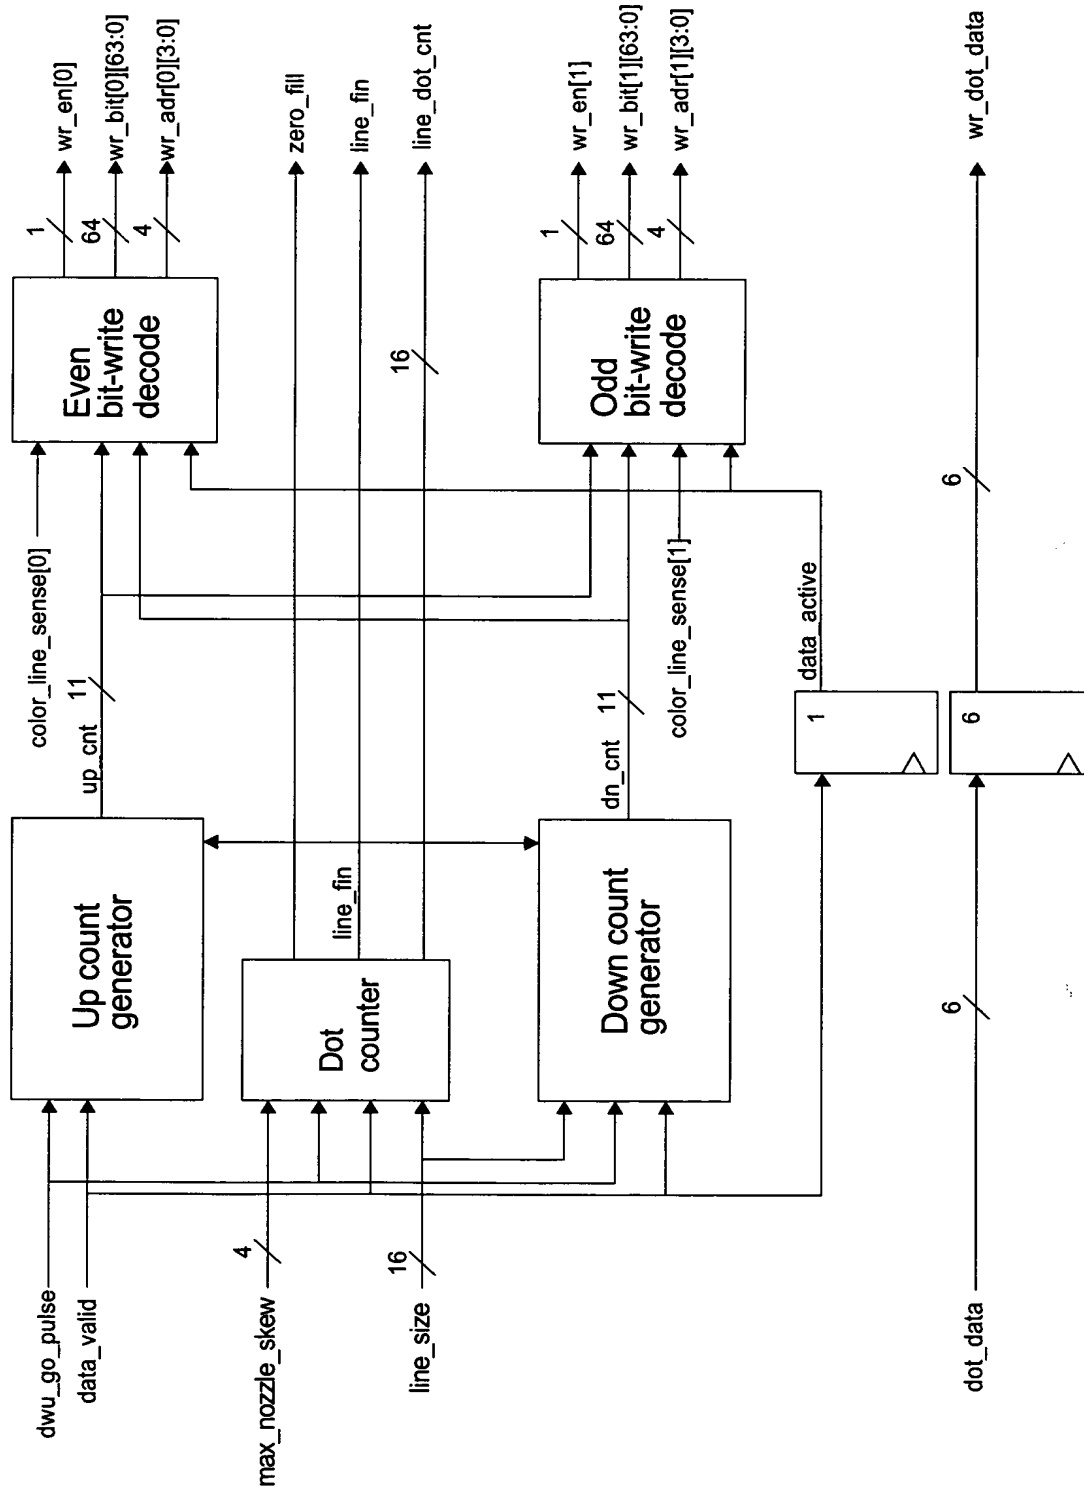 dwu_go_pulse
data_valid
max_nozzle_skew
4
line_size
16
dot_data
6
Up count
generator
Dot
counter
Down count
generator
up_cnt
11
line_fin
dn_cnt
11
1
6
data_active
color_line_sense[0]
color_line_sense[1]
Even
bit-write
decode
Odd
bit-write
decode
16
6
1
64
4
1
64
4
wr_en[0]
wr_bit[0][63:0]
wr_adr[0][3:0]
zero_fill
line_fin
line_dot_cnt
wr_en[1]
wr_bit[1][63:0]
wr_adr[1][3:0]
wr_dot_data